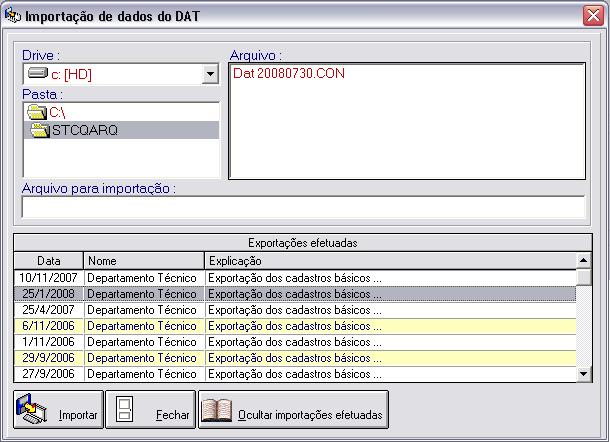 Importação de dados do DAT
Drive :
c: [HD]
Pasta :
C:\
STCQARQ
Arquivo :
Dat 20080730.CON
Arquivo para importação :
Exportações efetuadas
Data Nome Explicação
10/11/2007 Departamento Técnico Exportação dos cadastros básicos ...
25/1/2008 Departamento Técnico Exportação dos cadastros básicos ...
25/4/2007 Departamento Técnico Exportação dos cadastros básicos ...
6/11/2006 Departamento Técnico Exportação dos cadastros básicos ...
1/11/2006 Departamento Técnico Exportação dos cadastros básicos ...
29/9/2006 Departamento Técnico Exportação dos cadastros básicos ...
27/9/2006 Departamento Técnico Exportação dos cadastros básicos ...
Importar Fechar Ocultar importações efetuadas